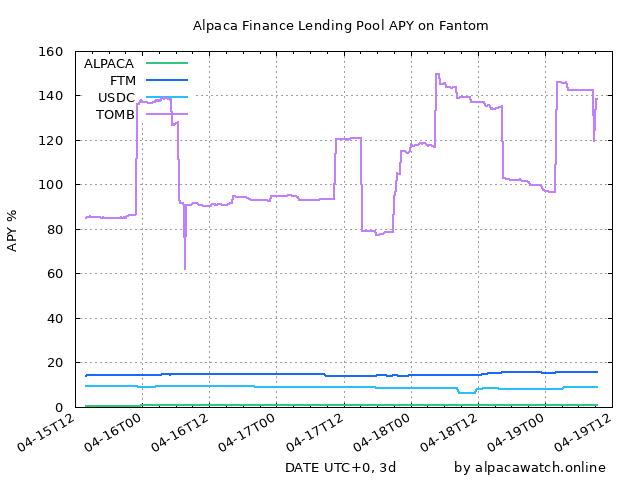 Alpaca Finance Lending Pool APY on Fantom
160
140
120
100
80
60
40
20
0
APY %
ALPACA
FTM
USDC
TOMB
04-15T12
04-16T00
04-16T12
04-17T00
04-17T12
04-18T00
04-18T12
04-19T00
04-19T12
DATE UTC+0, 3d
by alpacawatch.online